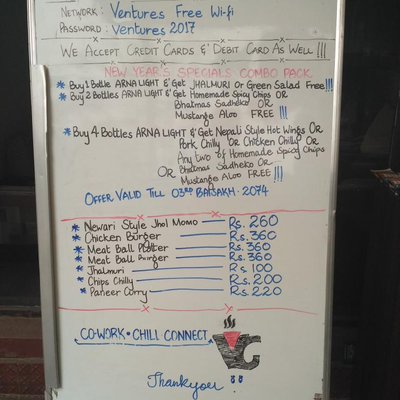 NETWORK : Ventures Free Wi-fi
PASSWORD : Ventures 2017
WE ACCEPT CREDIT CARDS & DEBIT CARD AS WELL !!!
NEW YEAR'S SPECIALS COMBO PACK
* Buy 1 Bottle ARNA LIGHT & Get JHALMURI or Green Salad Free!!!
* Buy 2 Bottles ARNA LIGHT & Get Homemade Spicy Chips OR
Bhatmas Sadheko OR
Mustange Aloo FREE !!!
* Buy 4 Bottles ARNA LIGHT & Get Nepali Style Hot Wings OR
Pork Chilly OR Chicken Chilly OR
Any two of Homemade Spicy Chips
OR Bhatmas Sadheko OR
Mustange Aloo FREE !!!
OFFER VALID TILL 03RD BAISAKH - 2074
* Newari Style Jhol Momo Rs. 260
* Chicken Burger Rs. 360
* Meat Ball Platter Rs. 360
* Meat Ball Burger Rs. 360
* Jhalmuri Rs 100
* Chips Chilly Rs. 200
* Paneer Curry Rs. 220
CO-WORK • CHILL CONNECT
VC
Thankyou